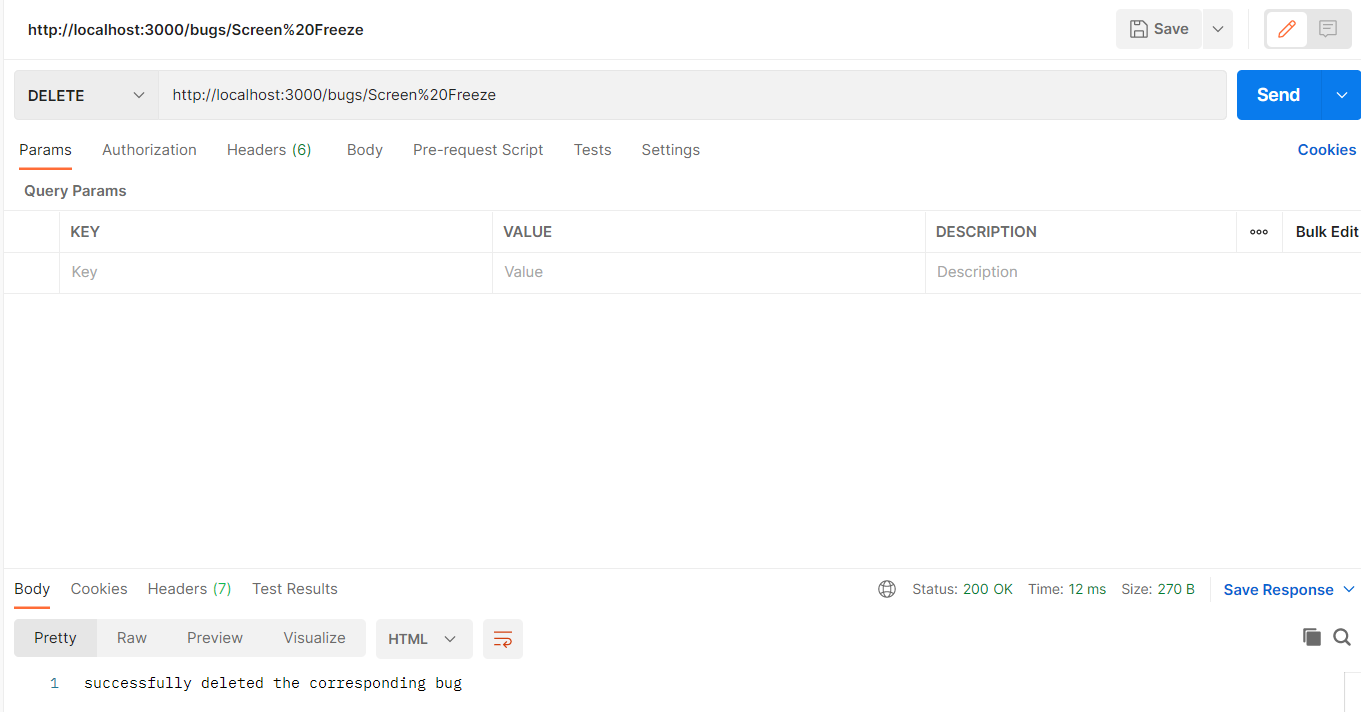 http://localhost:3000/bugs/Screen%20Freeze
Save
DELETE
http://localhost:3000/bugs/Screen%20Freeze
Send
Params Authorization Headers (6) Body Pre-request Script Tests Settings Cookies
Query Params
KEY VALUE DESCRIPTION ooo Bulk Edit
Key Value Description
Body Cookies Headers (7) Test Results Status: 200 OK Time: 12 ms Size: 270 B Save Response
Pretty Raw Preview Visualize HTML
1 successfully deleted the corresponding bug